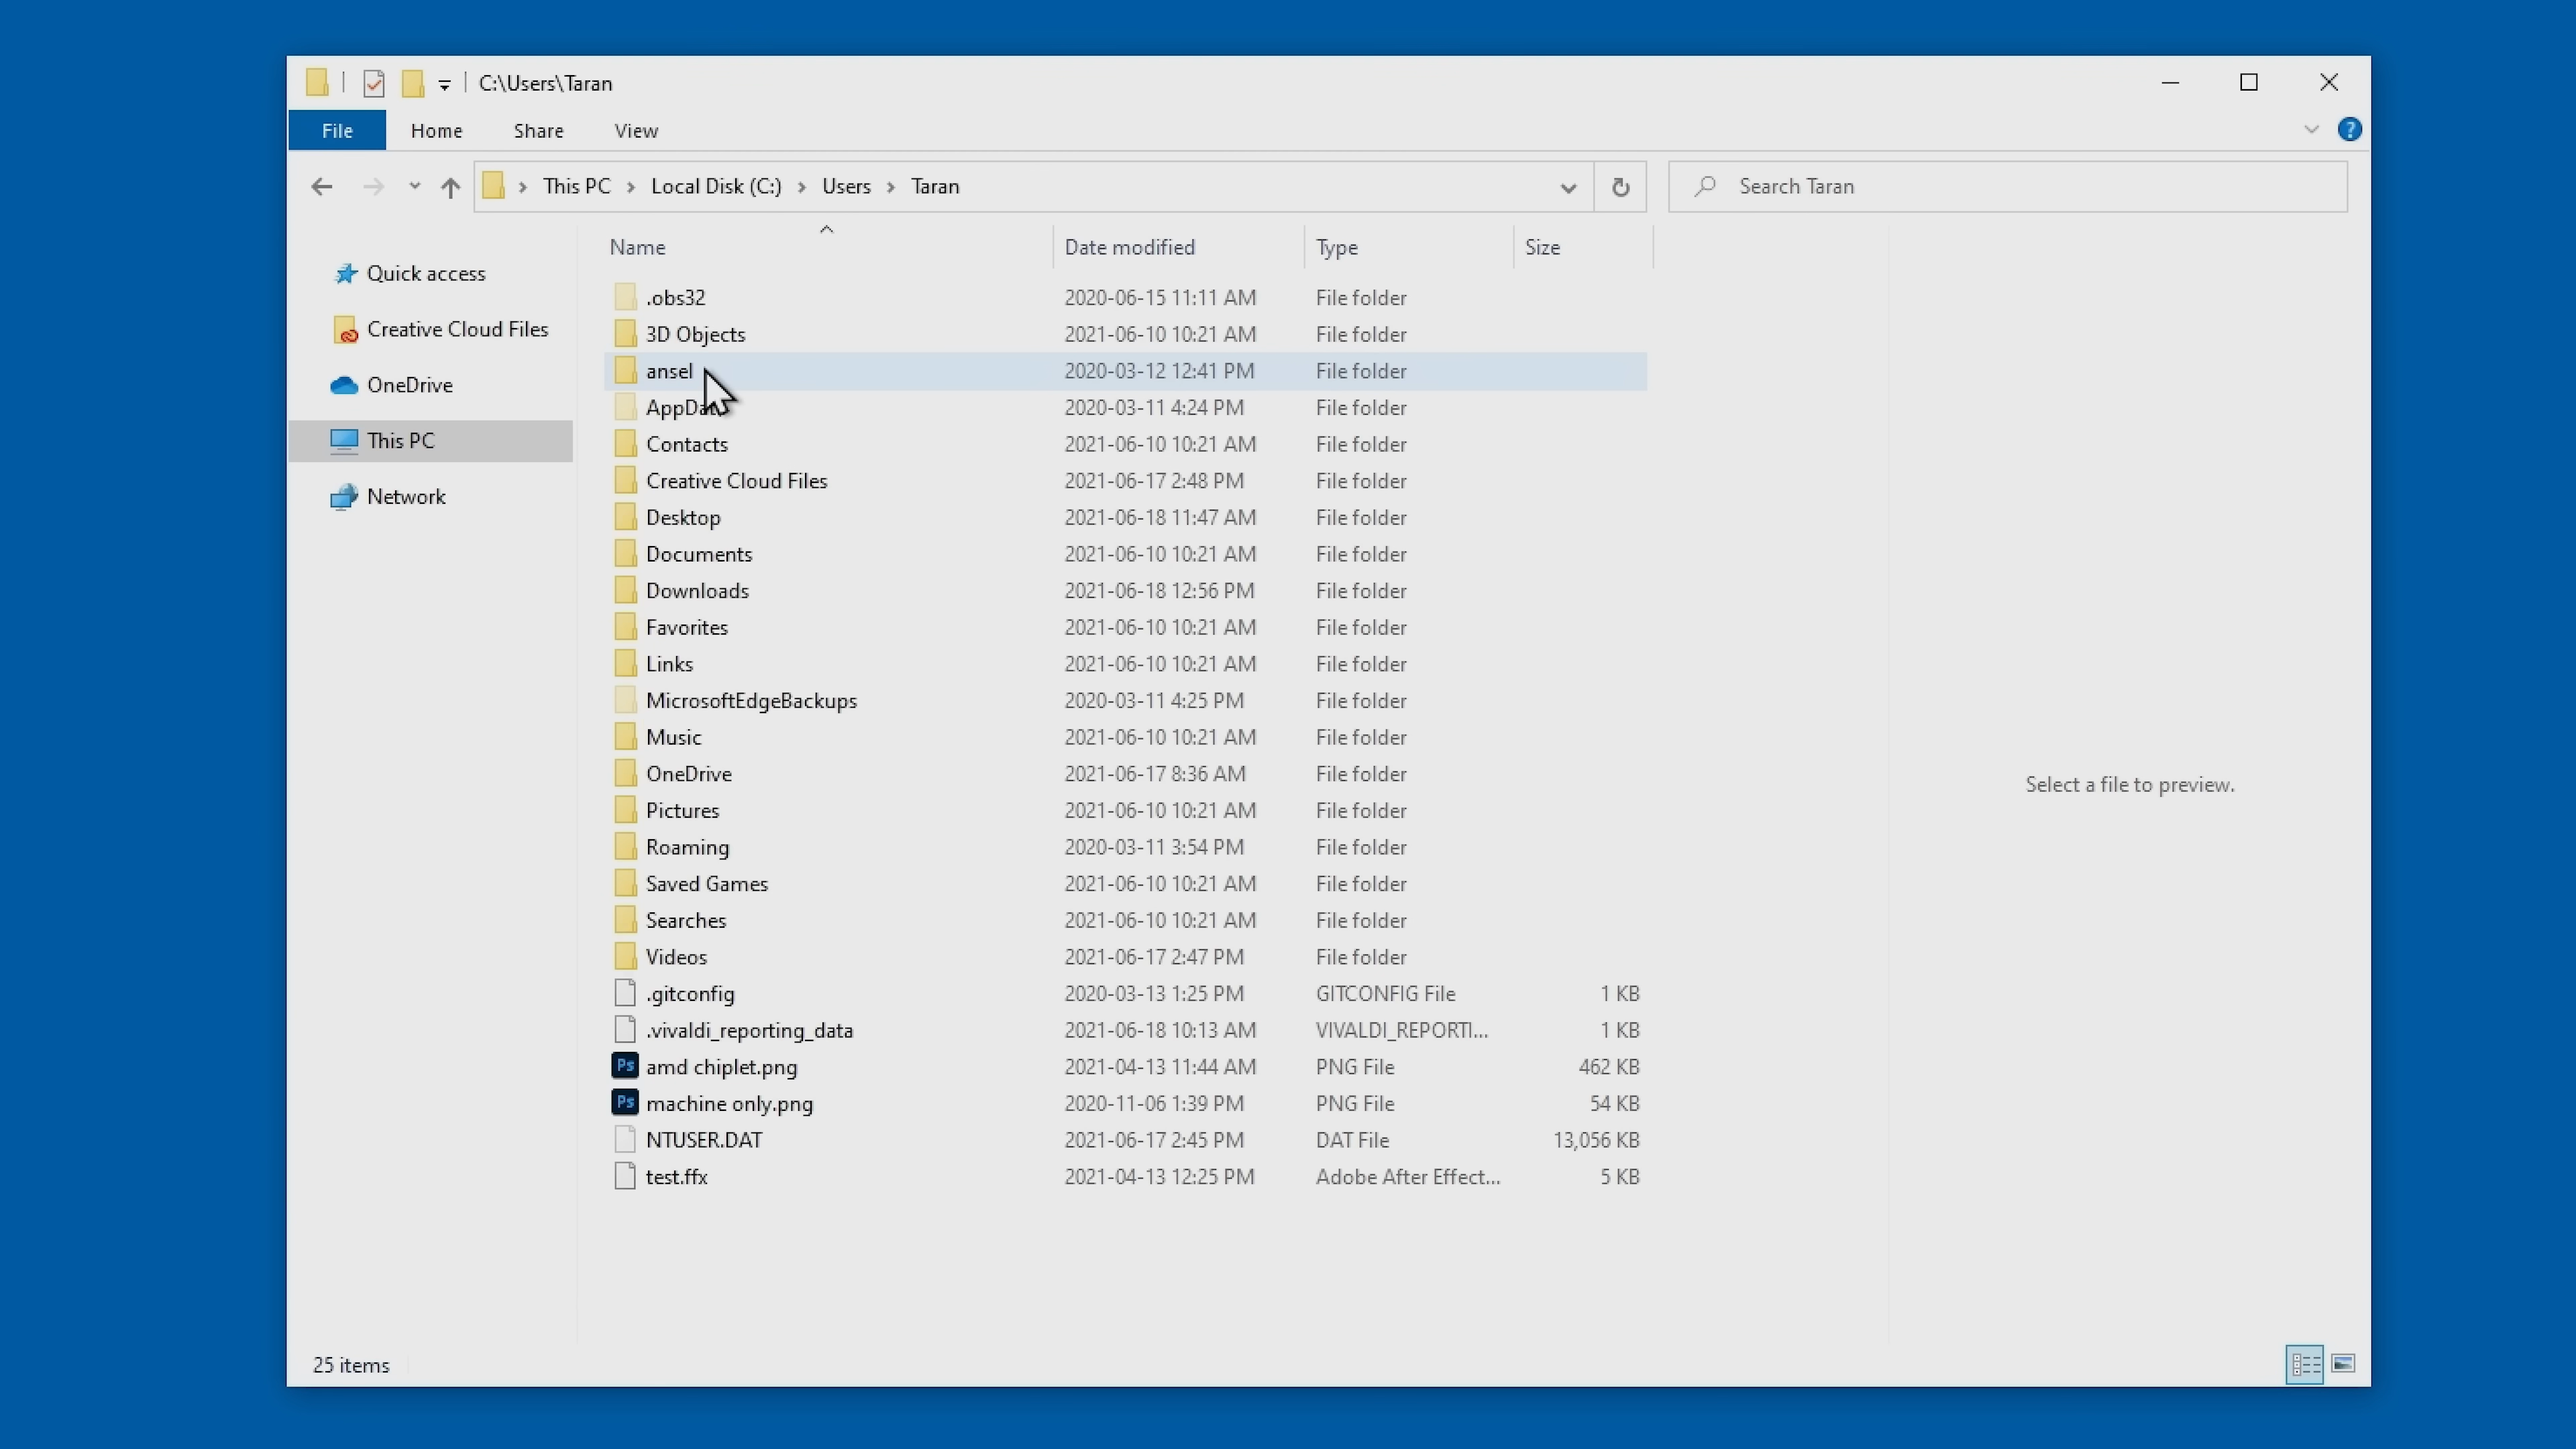 C:\Users\Taran
File Home Share View
This PC Local Disk (C:) Users Taran Search Taran
Name Date modified Type Size
Quick access
Creative Cloud Files
OneDrive
This PC
Network
.obs32 2020-06-15 11:11 AM File folder
3D Objects 2021-06-10 10:21 AM File folder
ansel 2020-03-12 12:41 PM File folder
2020-03-11 4:24 PM File folder
Contacts 2021-06-10 10:21 AM File folder
Creative Cloud Files 2021-06-17 2:48 PM File folder
Desktop 2021-06-18 11:47 AM File folder
Documents 2021-06-10 10:21 AM File folder
Downloads 2021-06-18 12:56 PM File folder
Favorites 2021-06-10 10:21 AM File folder
Links 2021-06-10 10:21 AM File folder
MicrosoftEdgeBackups 2020-03-11 4:25 PM File folder
Music 2021-06-10 10:21 AM File folder
OneDrive 2021-06-17 8:36 AM File folder
Pictures 2021-06-10 10:21 AM File folder
Roaming 2020-03-11 3:54 PM File folder
Saved Games 2021-06-10 10:21 AM File folder
Searches 2021-06-10 10:21 AM File folder
Videos 2021-06-17 2:47 PM File folder
.gitconfig 2020-03-13 1:25 PM GITCONFIG File 1 KB
.vivaldi_reporting_data 2021-06-18 10:13 AM VIVALDI_REPORTI... 1 KB
Ps amd chiplet.png 2021-04-13 11:44 AM PNG File 462 KB
Ps machine only.png 2020-11-06 1:39 PM PNG File 54 KB
NTUSER.DAT 2021-06-17 2:45 PM DAT File 13,056 KB
test.ffx 2021-04-13 12:25 PM Adobe After Effect... 5 KB
Select a file to preview.
25 items